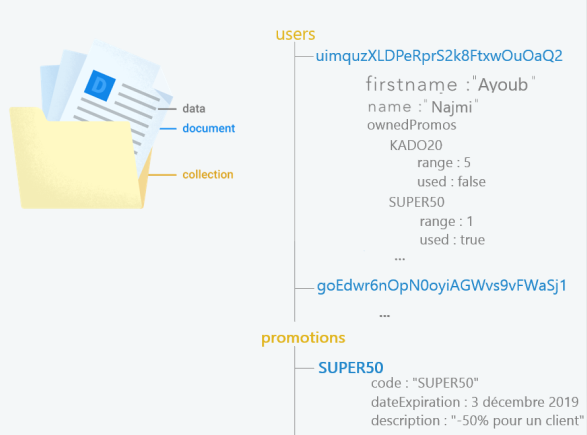 D
data
document
collection
users
uimquzXLDPeRprS2k8FtxwOuOaQ2
firstname : "Ayoub"
name : "Najmi"
ownedPromos
KADO20
range : 5
used : false
SUPER50
range : 1
used : true
...
goEdwr6nOpN0oyiAGWvs9vFWaSj1
...
promotions
SUPER50
code : "SUPER50"
dateExpiration : 3 décembre 2019
description : "-50% pour un client"